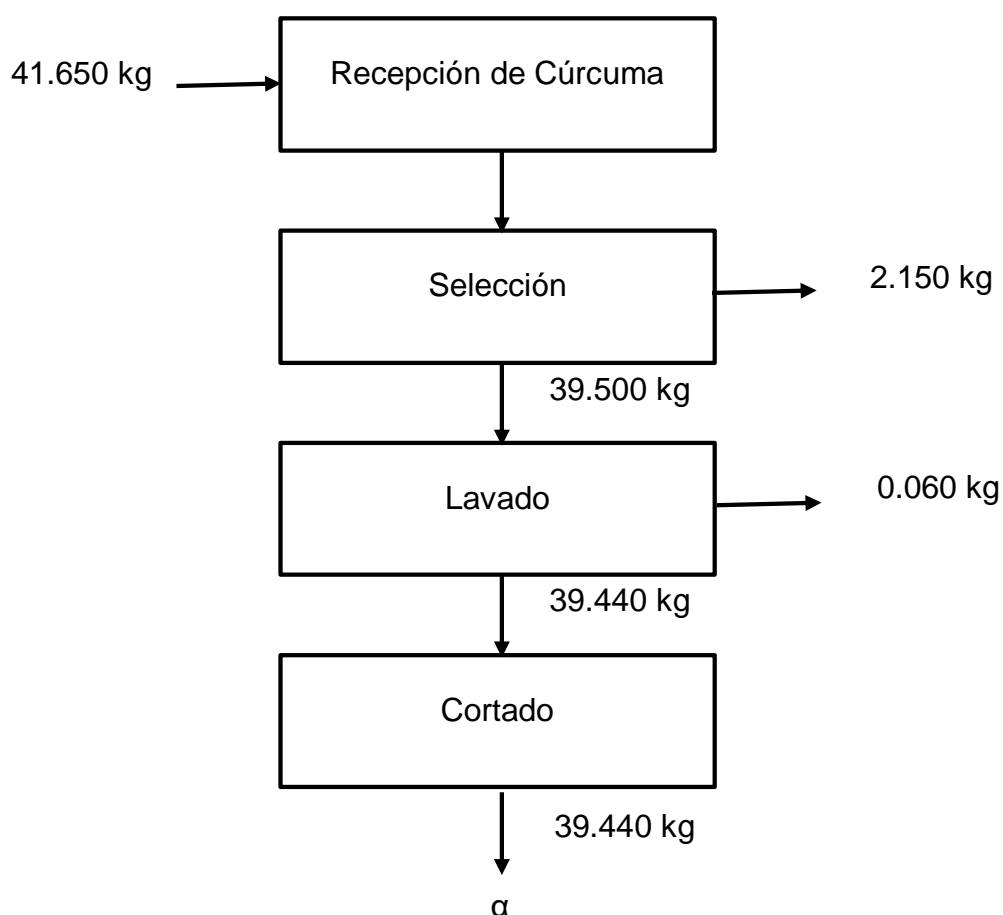 41.650 kg
Recepción de Cúrcuma
Selección
2.150 kg
39.500 kg
Lavado
0.060 kg
39.440 kg
Cortado
39.440 kg
α